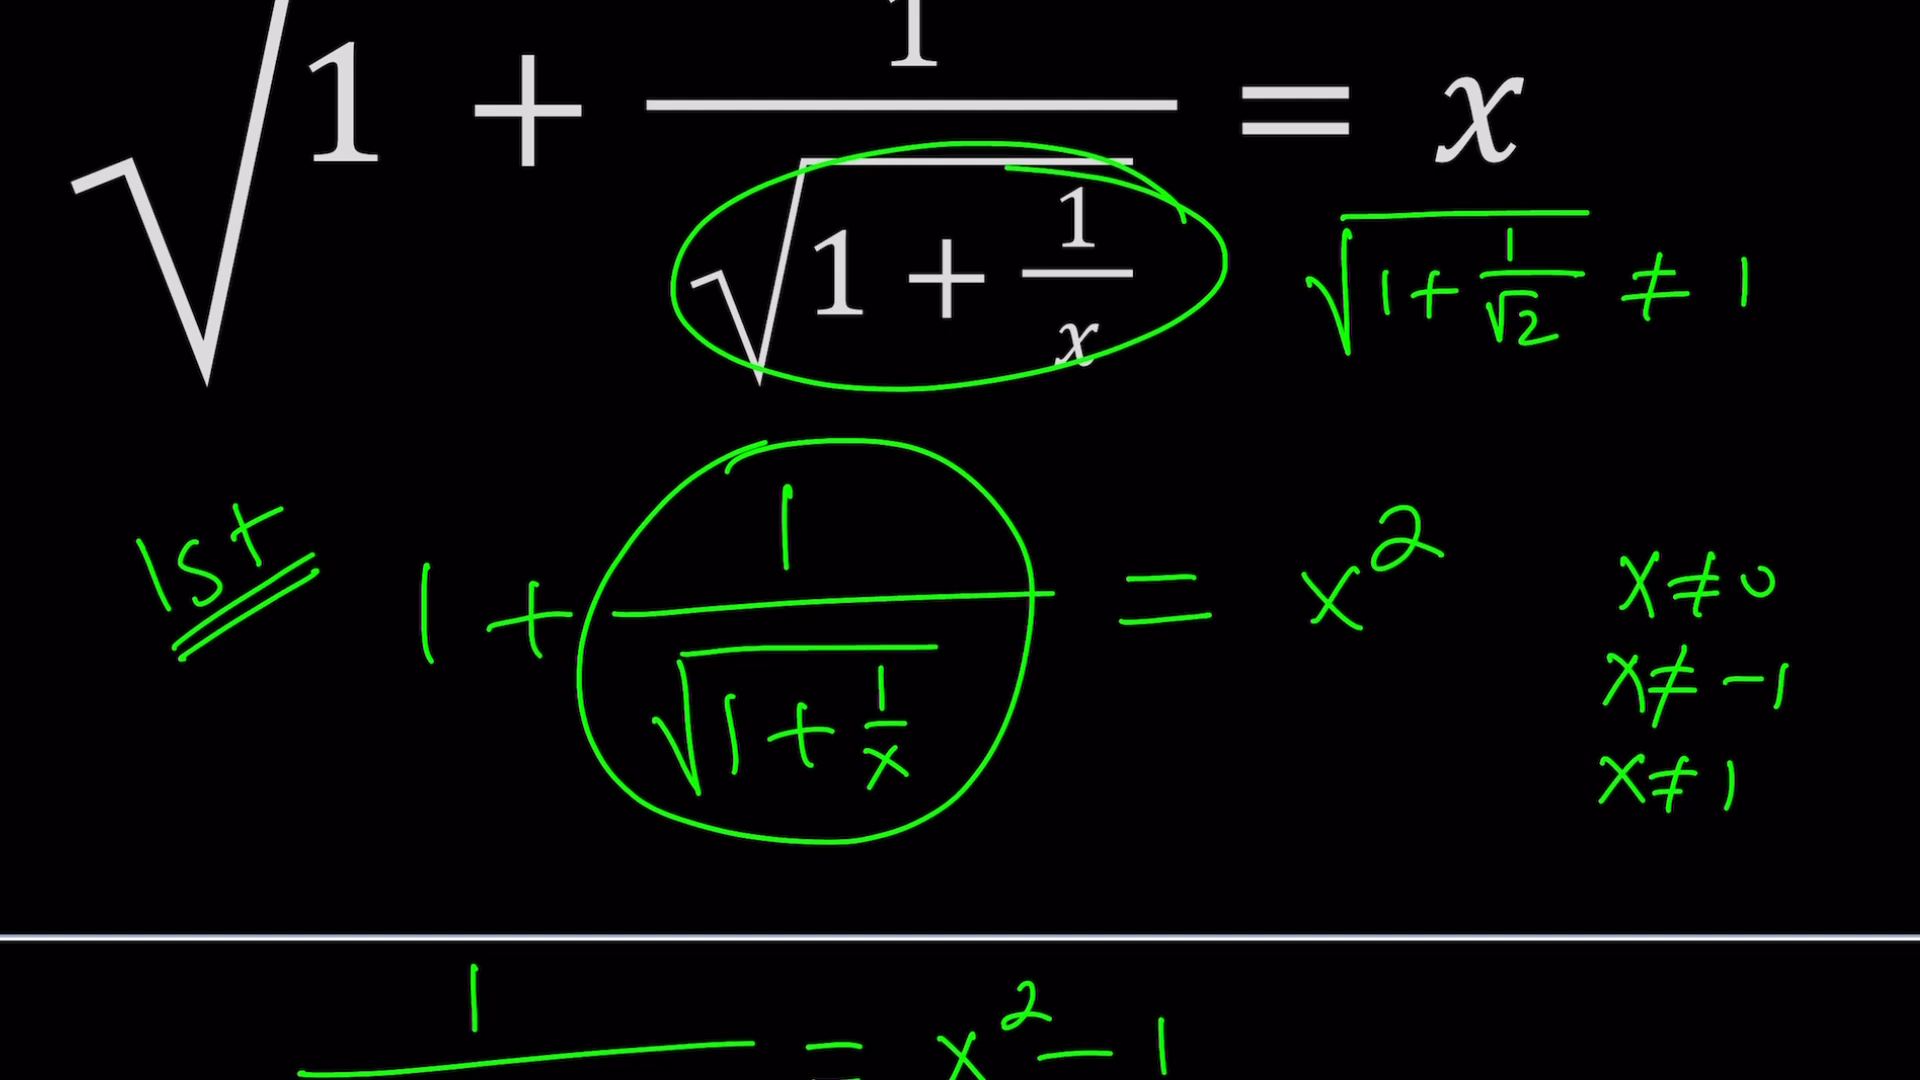 √(1 + 1/√(1 + 1/x)) = x
√(1 + 1/√2) ≠ 1
1st 1 + 1/√(1 + 1/x) = x²
x ≠ 0
x ≠ -1
x ≠ 1
1/ = x² - 1